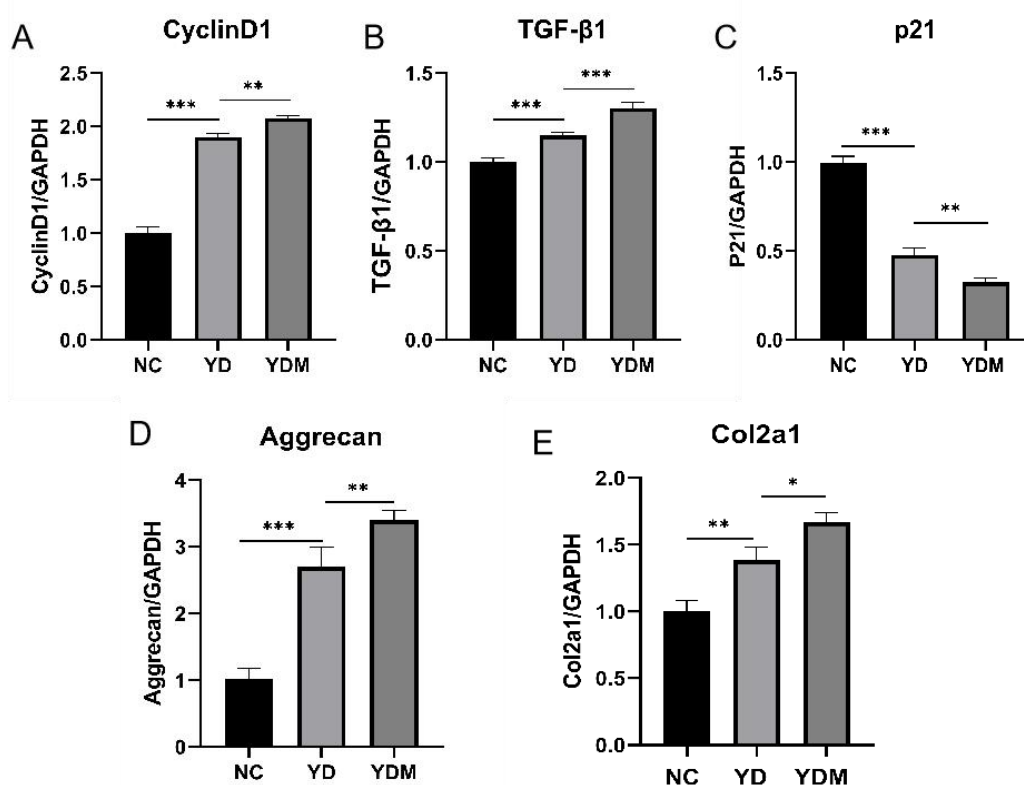 A
CyclinD1
CyclinD1/GAPDH
2.5
2.0
1.5
1.0
0.5
0.0
***
**
NC YD YDM
B
TGF-β1
TGF-β1/GAPDH
1.5
1.0
0.5
0.0
***
***
NC YD YDM
C
p21
P21/GAPDH
1.5
1.0
0.5
0.0
***
**
NC YD YDM
D
Aggrecan
Aggrecan/GAPDH
4
3
2
1
0
***
**
NC YD YDM
E
Col2a1
Col2a1/GAPDH
2.0
1.5
1.0
0.5
0.0
**
*
NC YD YDM